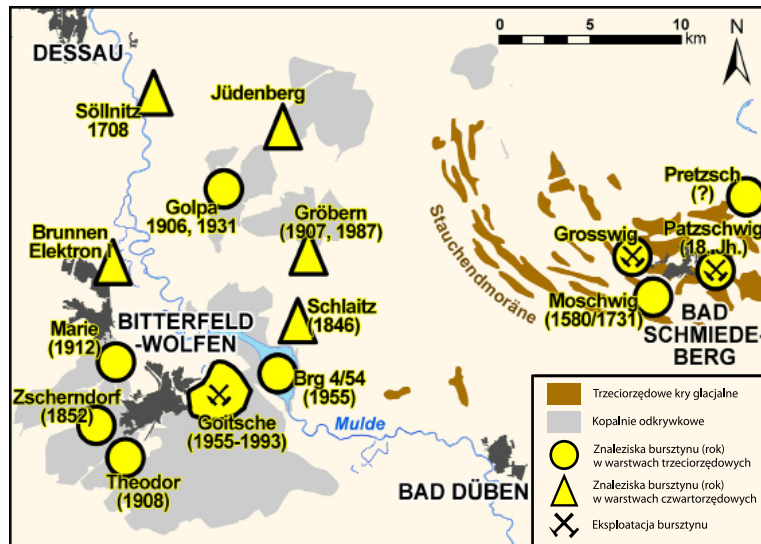 0 5 10
km
N
DESSAU
Söllnitz
1708
Jüdenberg
Golpa
1906, 1931
Gröbern
(1907, 1987)
Pretzsch
(?)
Patzschwig
(18. Jh.)
Grosswig
Moschwig
(1580/1731)
Stauchendmoräne
BAD
SCHMIEDE-
BERG
Brunnen
Elektron I
Schlaitz
(1846)
Marie
(1912)
BITTERFELD
-WOLFEN
Brg 4/54
(1955)
Zscherndorf
(1852)
Goitsche
(1955-1993)
Mulde
Theodor
(1908)
BAD DÜBEN
Trzeciorzędowe kry glacjalne
Kopalnie odkrywkowe
Znaleziska bursztynu (rok)
w warstwach trzeciorzędowych
Znaleziska bursztynu (rok)
w warstwach czwartorzędowych
Eksploatacja bursztynu